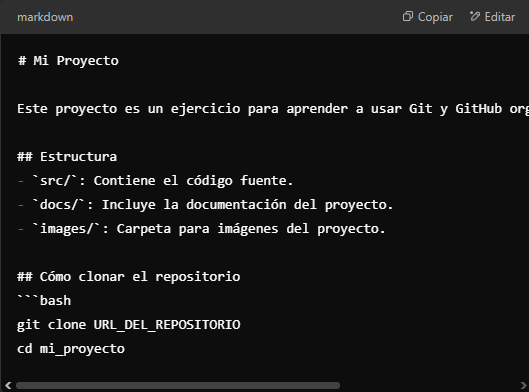 markdown
Copiar
Editar
# Mi Proyecto
Este proyecto es un ejercicio para aprender a usar Git y GitHub
## Estructura
- `src/`: Contiene el código fuente.
- `docs/`: Incluye la documentación del proyecto.
- `images/`: Carpeta para imágenes del proyecto.
## Cómo clonar el repositorio
```bash
git clone URL_DEL_REPOSITORIO
cd mi_proyecto